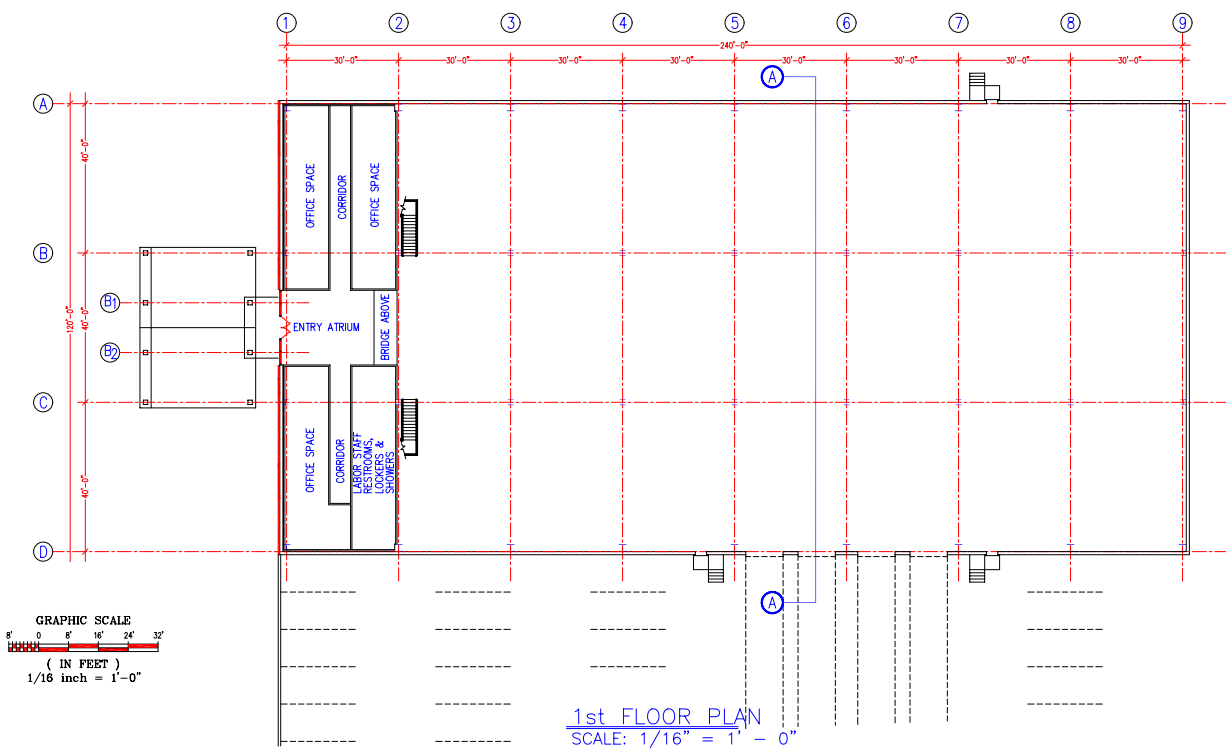 1 2 3 4 5 6 7 8 9
240'-0"
30'-0" 30'-0" 30'-0" 30'-0" 30'-0" 30'-0" 30'-0" 30'-0"
A
A
B
B1
B2
C
D
120'-0"
40'-0"
40'-0"
40'-0"
OFFICE SPACE
CORRIDOR
OFFICE SPACE
ENTRY ATRIUM
BRIDGE ABOVE
OFFICE SPACE
CORRIDOR
LABOR STAFF
RESTROOMS,
LOCKERS &
SHOWERS
A
GRAPHIC SCALE
8' 0 8' 16' 24' 32'
( IN FEET )
1/16 inch = 1'-0"
1st FLOOR PLAN
SCALE: 1/16" = 1' - 0"